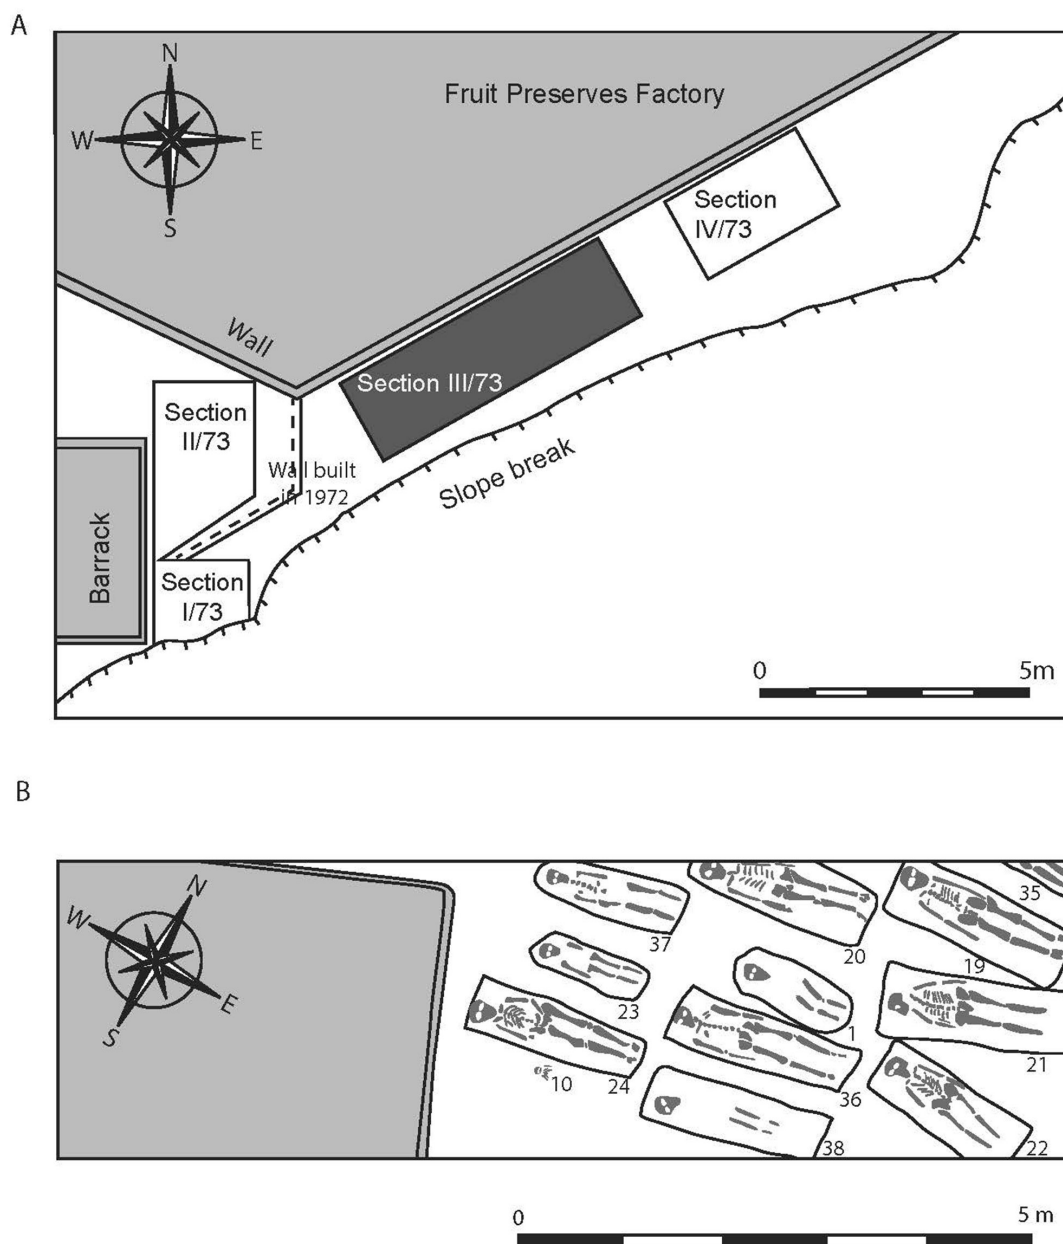 A
N
W
E
S
Fruit Preserves Factory
Section
IV/73
Wall
Section III/73
Section
II/73
Wall built
in 1972
Slope break
Barrack
Section
I/73
0
5m
B
N
W
E
S
35
37
20
19
23
1
21
10
24
36
38
22
0
5 m